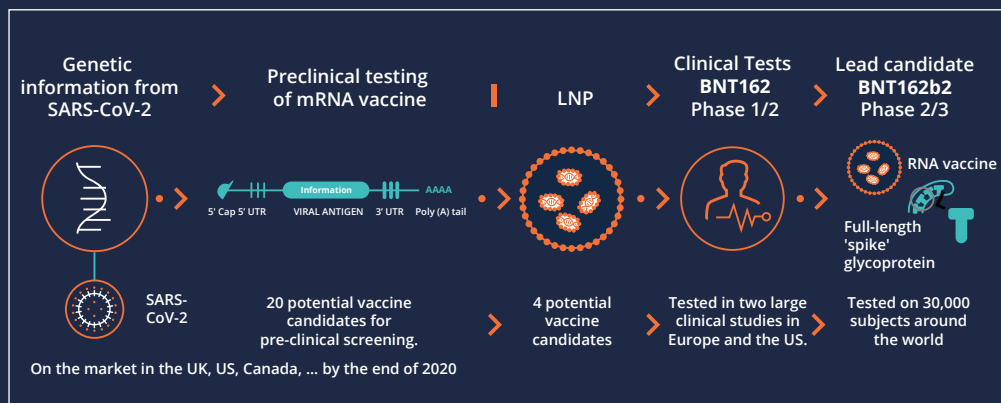 Genetic
information from
SARS-CoV-2
Preclinical testing
of mRNA vaccine
LNP
Clinical Tests
BNT162
Phase 1/2
Lead candidate
BNT162b2
Phase 2/3
Information
AAAA
5' Cap 5' UTR
VIRAL ANTIGEN
3' UTR
Poly (A) tail
RNA vaccine
Full-length
'spike'
glycoprotein
SARS-
CoV-2
20 potential vaccine
candidates for
pre-clinical screening.
4 potential
vaccine
candidates
Tested in two large
clinical studies in
Europe and the US.
Tested on 30,000
subjects around
the world
On the market in the UK, US, Canada, ... by the end of 2020